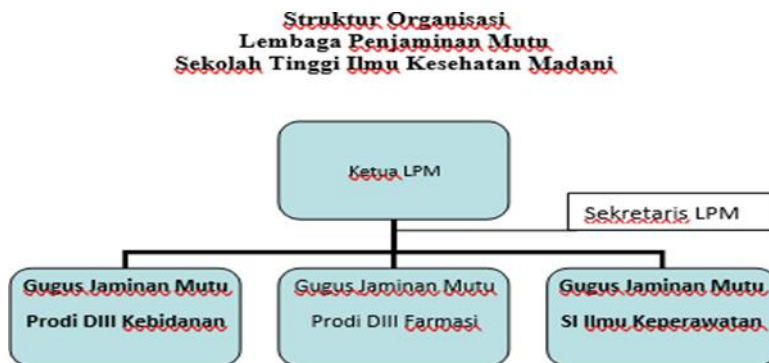 Struktur Organisasi
Lembaga Penjaminan Mutu
Sekolah Tinggi Ilmu Kesehatan Madani
Ketua LPM
Sekretaris LPM
Gugus Jaminan Mutu
Prodi DIII Kebidanan
Gugus Jaminan Mutu
Prodi DIII Farmasi
Gugus Jaminan Mutu
SI Ilmu Keperawatan